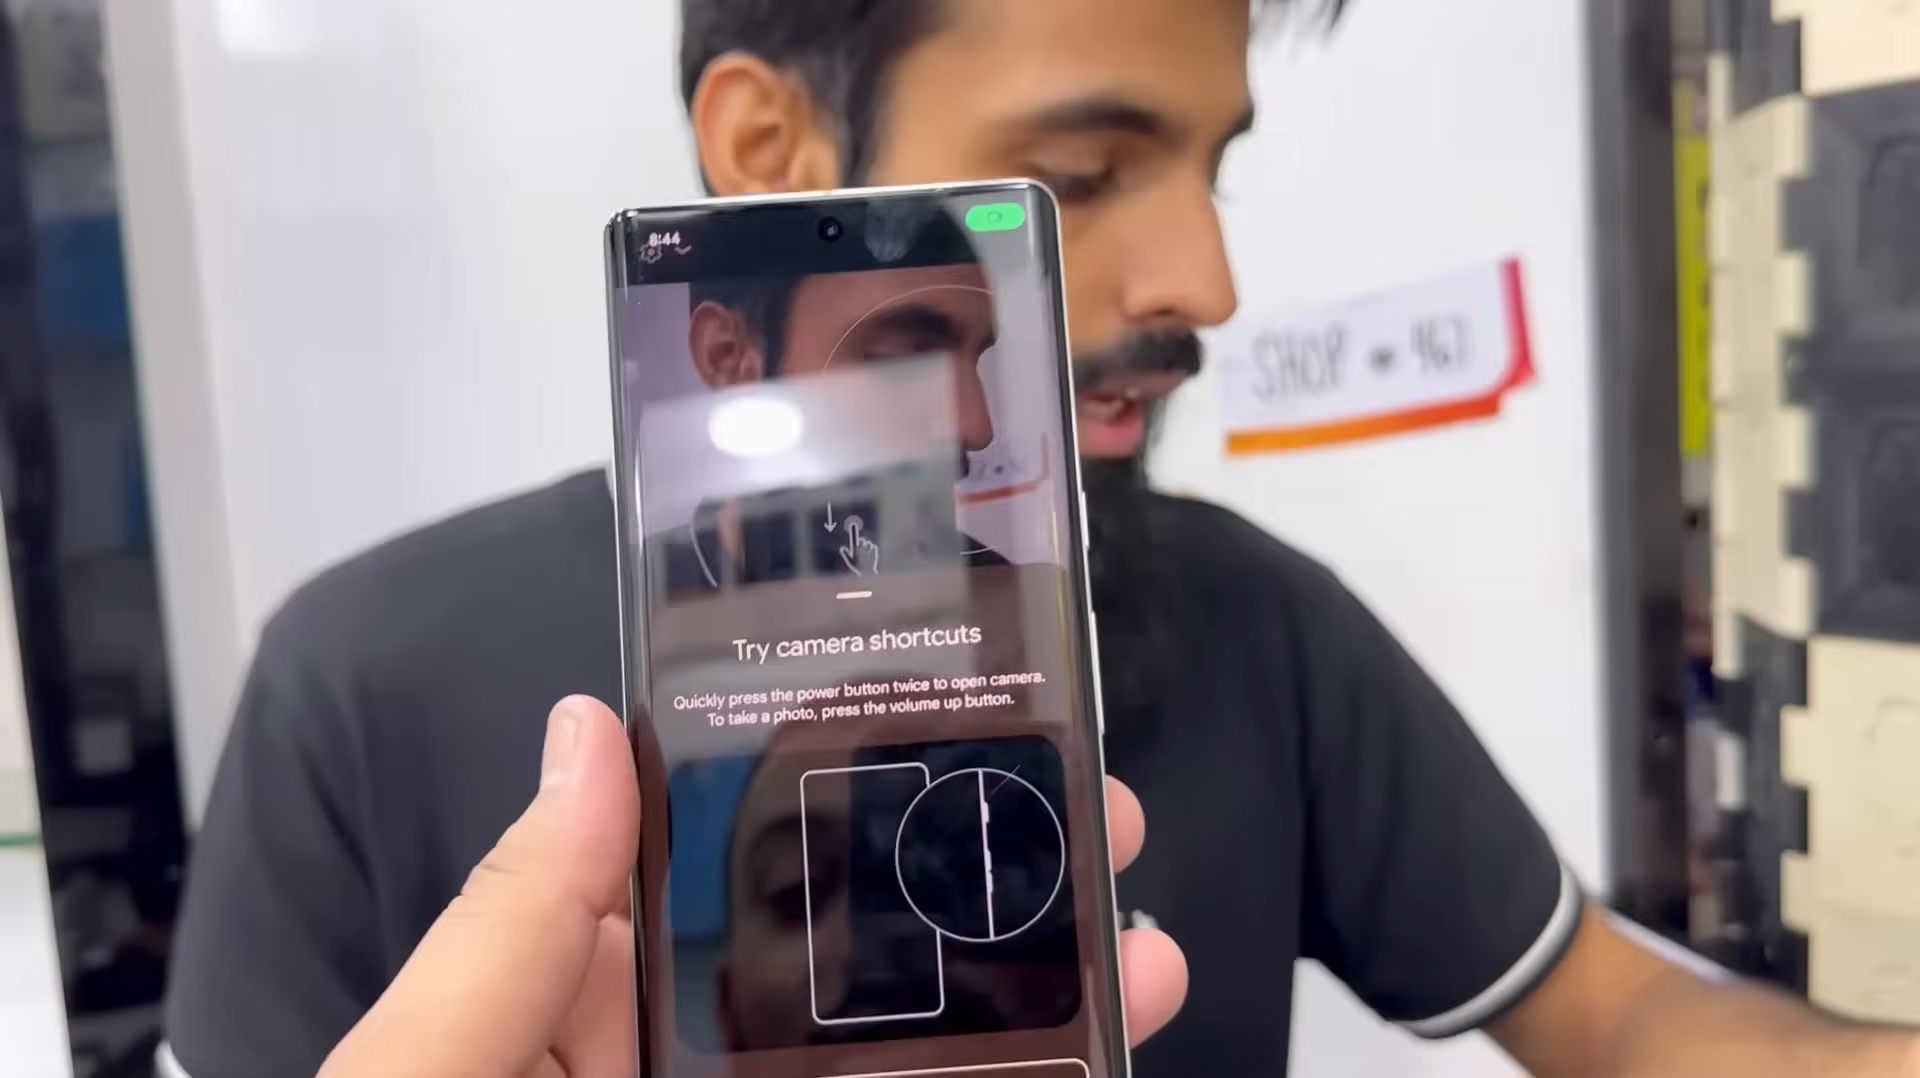 8:44
SHOP = 967
Try camera shortcuts
Quickly press the power button twice to open camera.
To take a photo, press the volume up button.